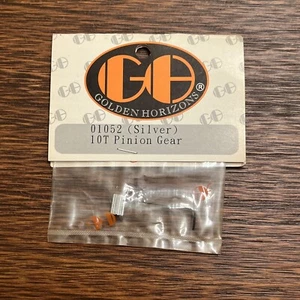 GH
GOLDEN HORIZONS®
01052 (Silver)
10T Pinion Gear